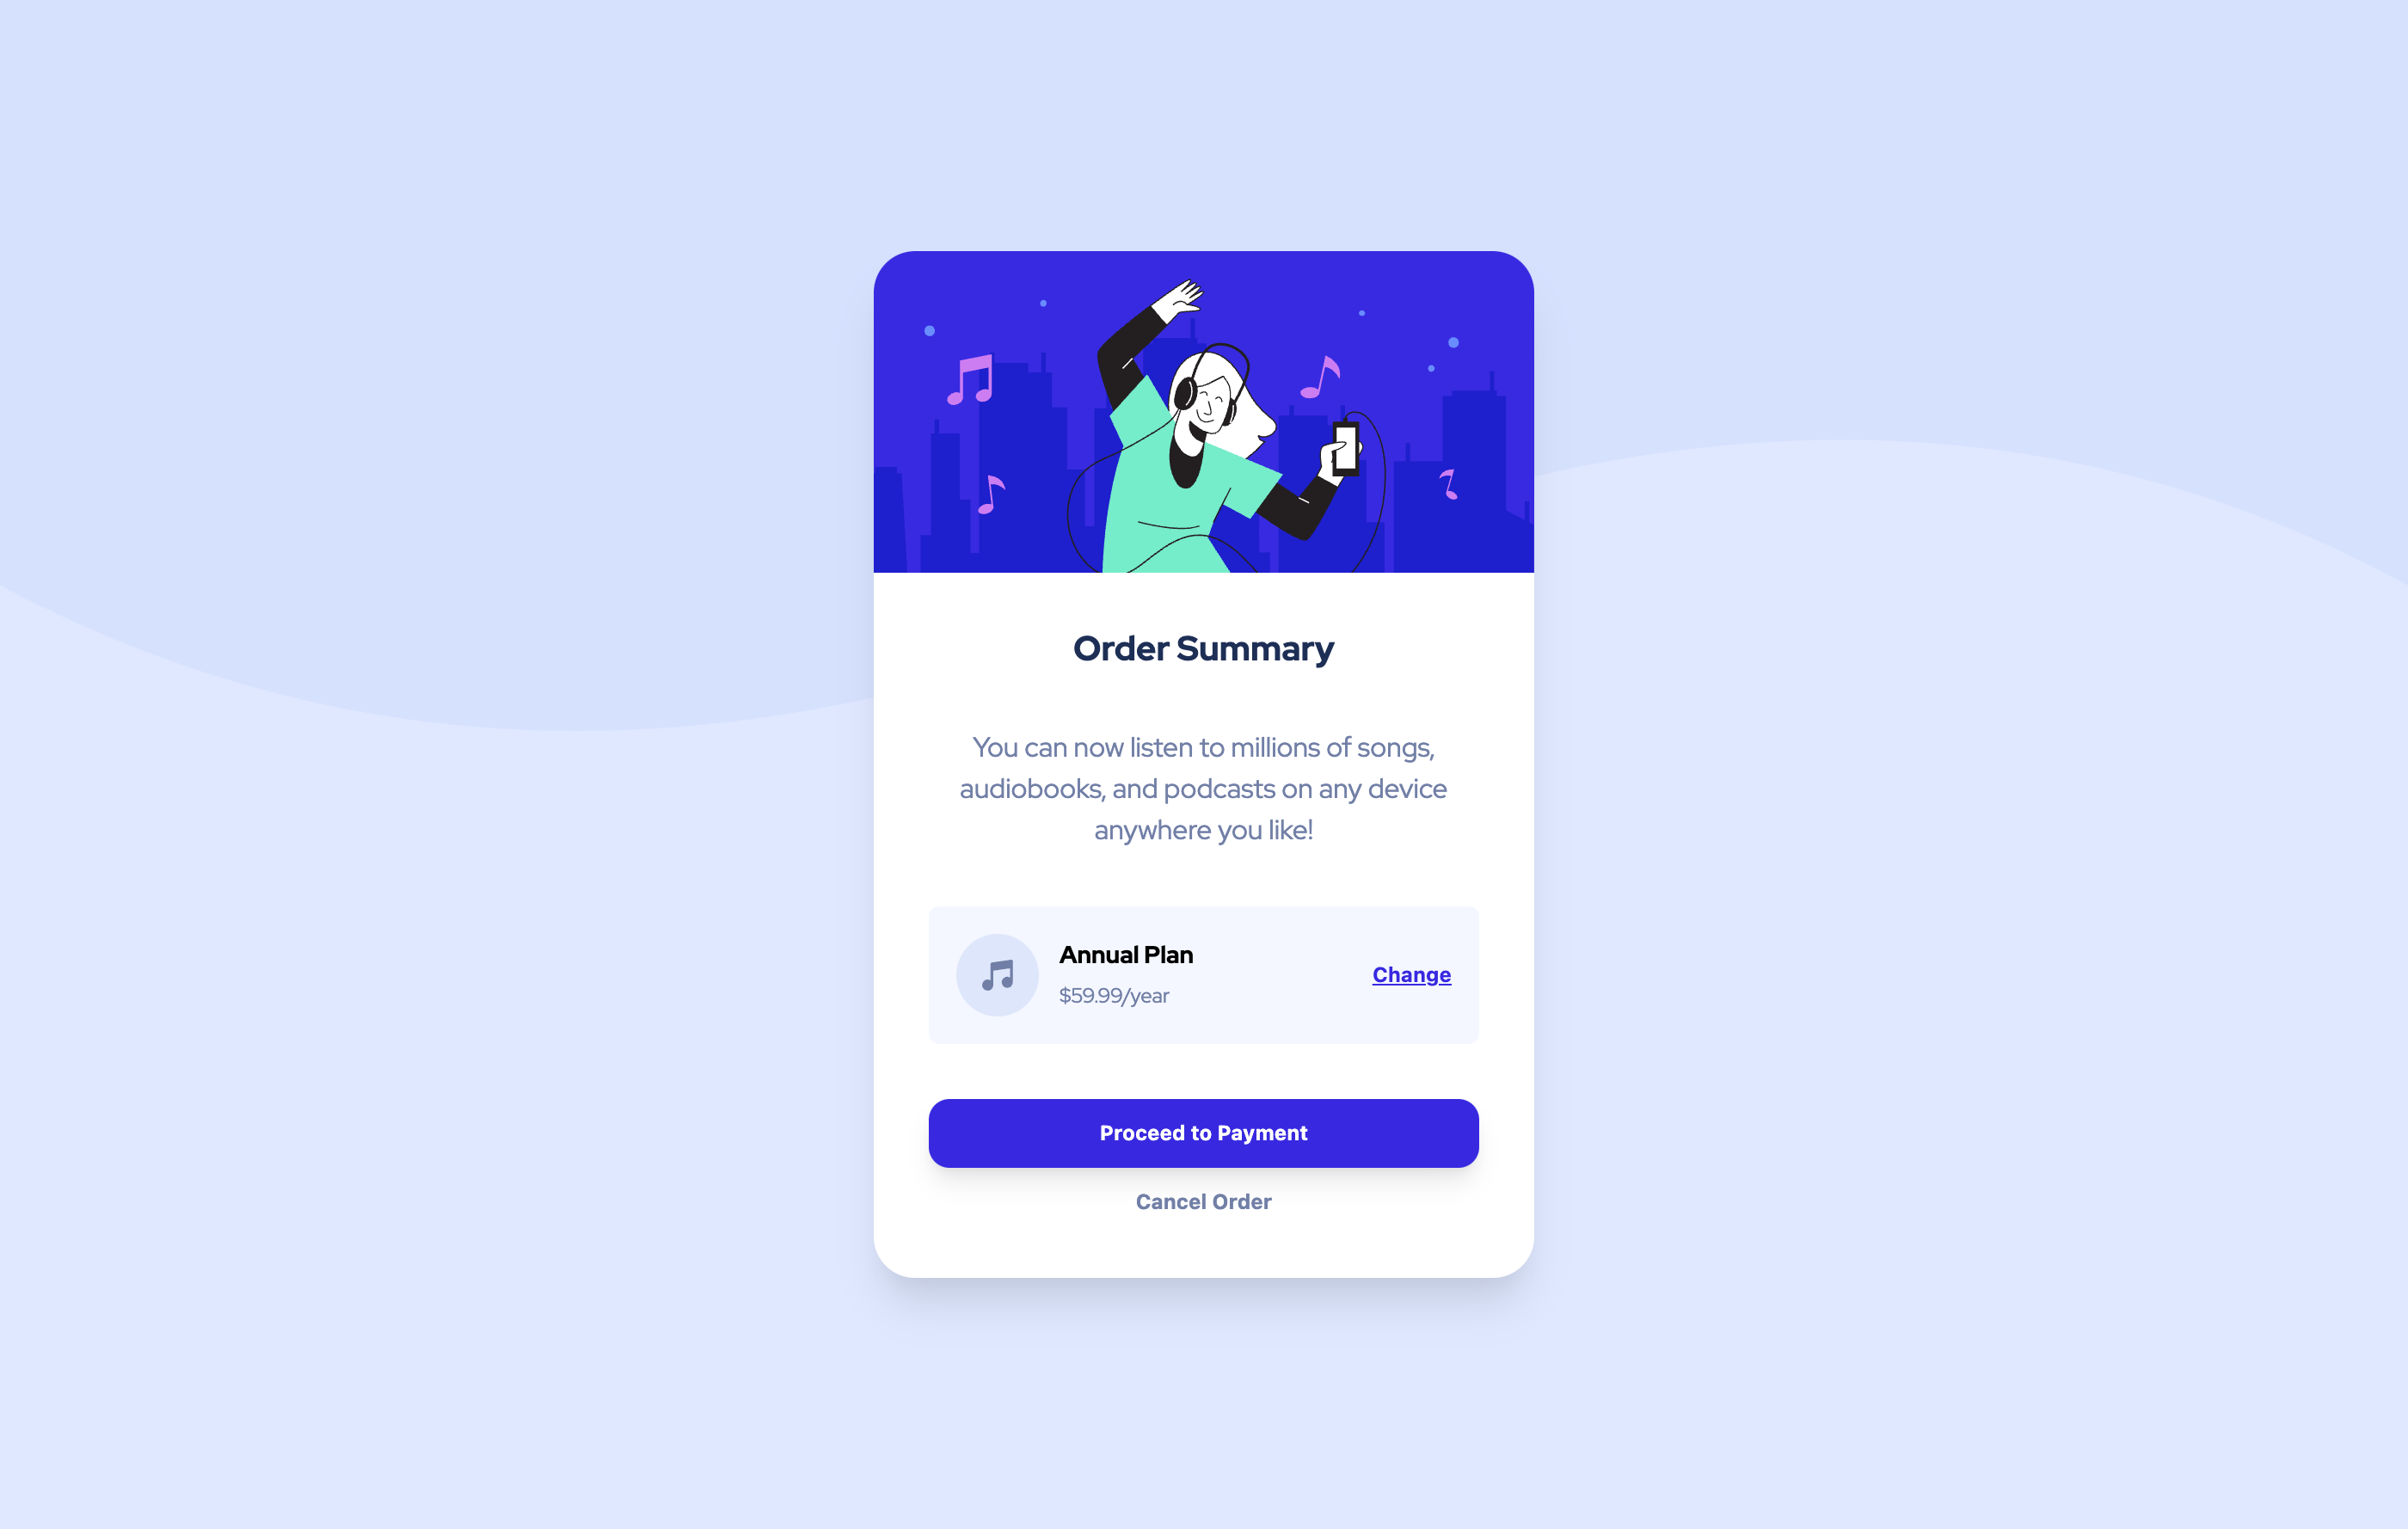 Order Summary
You can now listen to millions of songs,
audiobooks, and podcasts on any device
anywhere you like!
Annual Plan
$59.99/year
Change
Proceed to Payment
Cancel Order